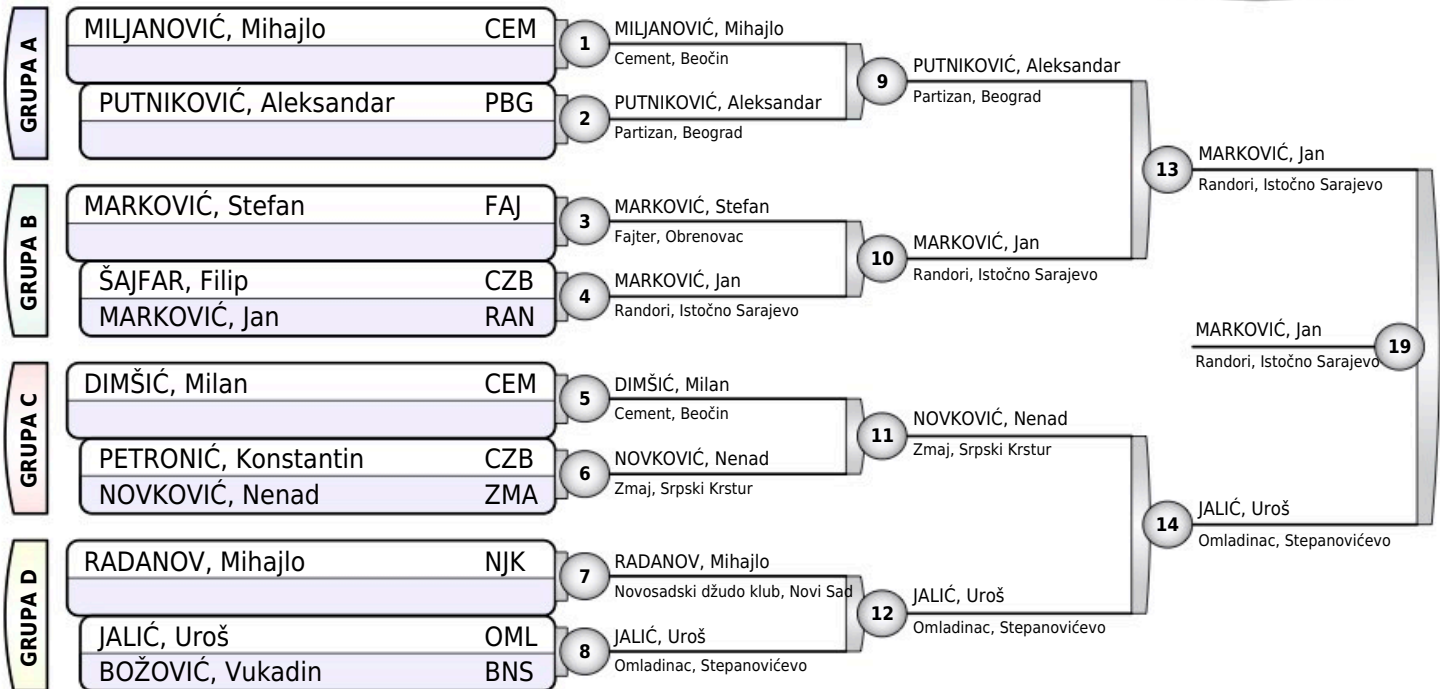 GRUPA A
MILJANOVIĆ, Mihajlo CEM
PUTNIKOVIĆ, Aleksandar PBG
GRUPA B
MARKOVIĆ, Stefan FAJ
ŠAJFAR, Filip CZB
MARKOVIĆ, Jan RAN
GRUPA C
DIMŠIĆ, Milan CEM
PETRONIĆ, Konstantin CZB
NOVKOVIĆ, Nenad ZMA
GRUPA D
RADANOV, Mihajlo NJK
JALIĆ, Uroš OML
BOŽOVIĆ, Vukadin BNS
1
MILJANOVIĆ, Mihajlo
Cement, Beočin
2
PUTNIKOVIĆ, Aleksandar
Partizan, Beograd
3
MARKOVIĆ, Stefan
Fajter, Obrenovac
4
MARKOVIĆ, Jan
Randori, Istočno Sarajevo
5
DIMŠIĆ, Milan
Cement, Beočin
6
NOVKOVIĆ, Nenad
Zmaj, Srpski Krstur
7
RADANOV, Mihajlo
Novosadski džudo klub, Novi Sad
8
JALIĆ, Uroš
Omladinac, Stepanovićevo
9
PUTNIKOVIĆ, Aleksandar
Partizan, Beograd
10
MARKOVIĆ, Jan
Randori, Istočno Sarajevo
11
NOVKOVIĆ, Nenad
Zmaj, Srpski Krstur
12
JALIĆ, Uroš
Omladinac, Stepanovićevo
13
MARKOVIĆ, Jan
Randori, Istočno Sarajevo
14
JALIĆ, Uroš
Omladinac, Stepanovićevo
MARKOVIĆ, Jan
Randori, Istočno Sarajevo
19